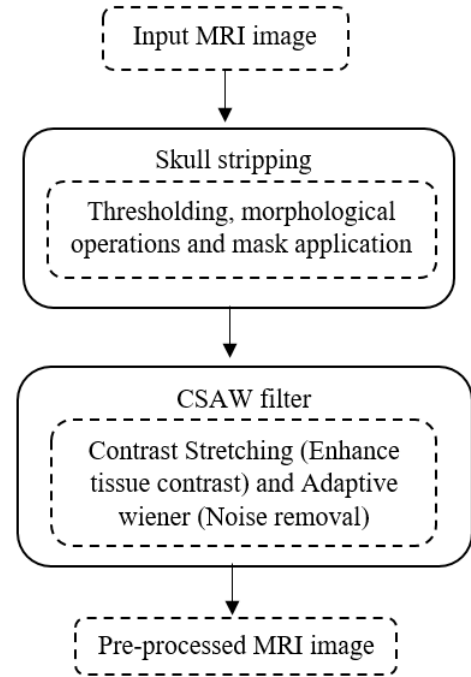 Input MRI image
Skull stripping
Thresholding, morphological
operations and mask application
CSAW filter
Contrast Stretching (Enhance
tissue contrast) and Adaptive
wiener (Noise removal)
Pre-processed MRI image